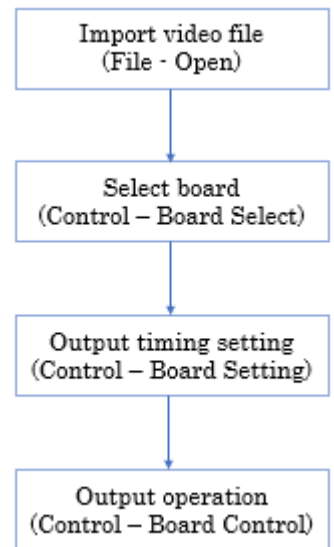 Import video file
(File - Open)
Select board
(Control – Board Select)
Output timing setting
(Control – Board Setting)
Output operation
(Control – Board Control)